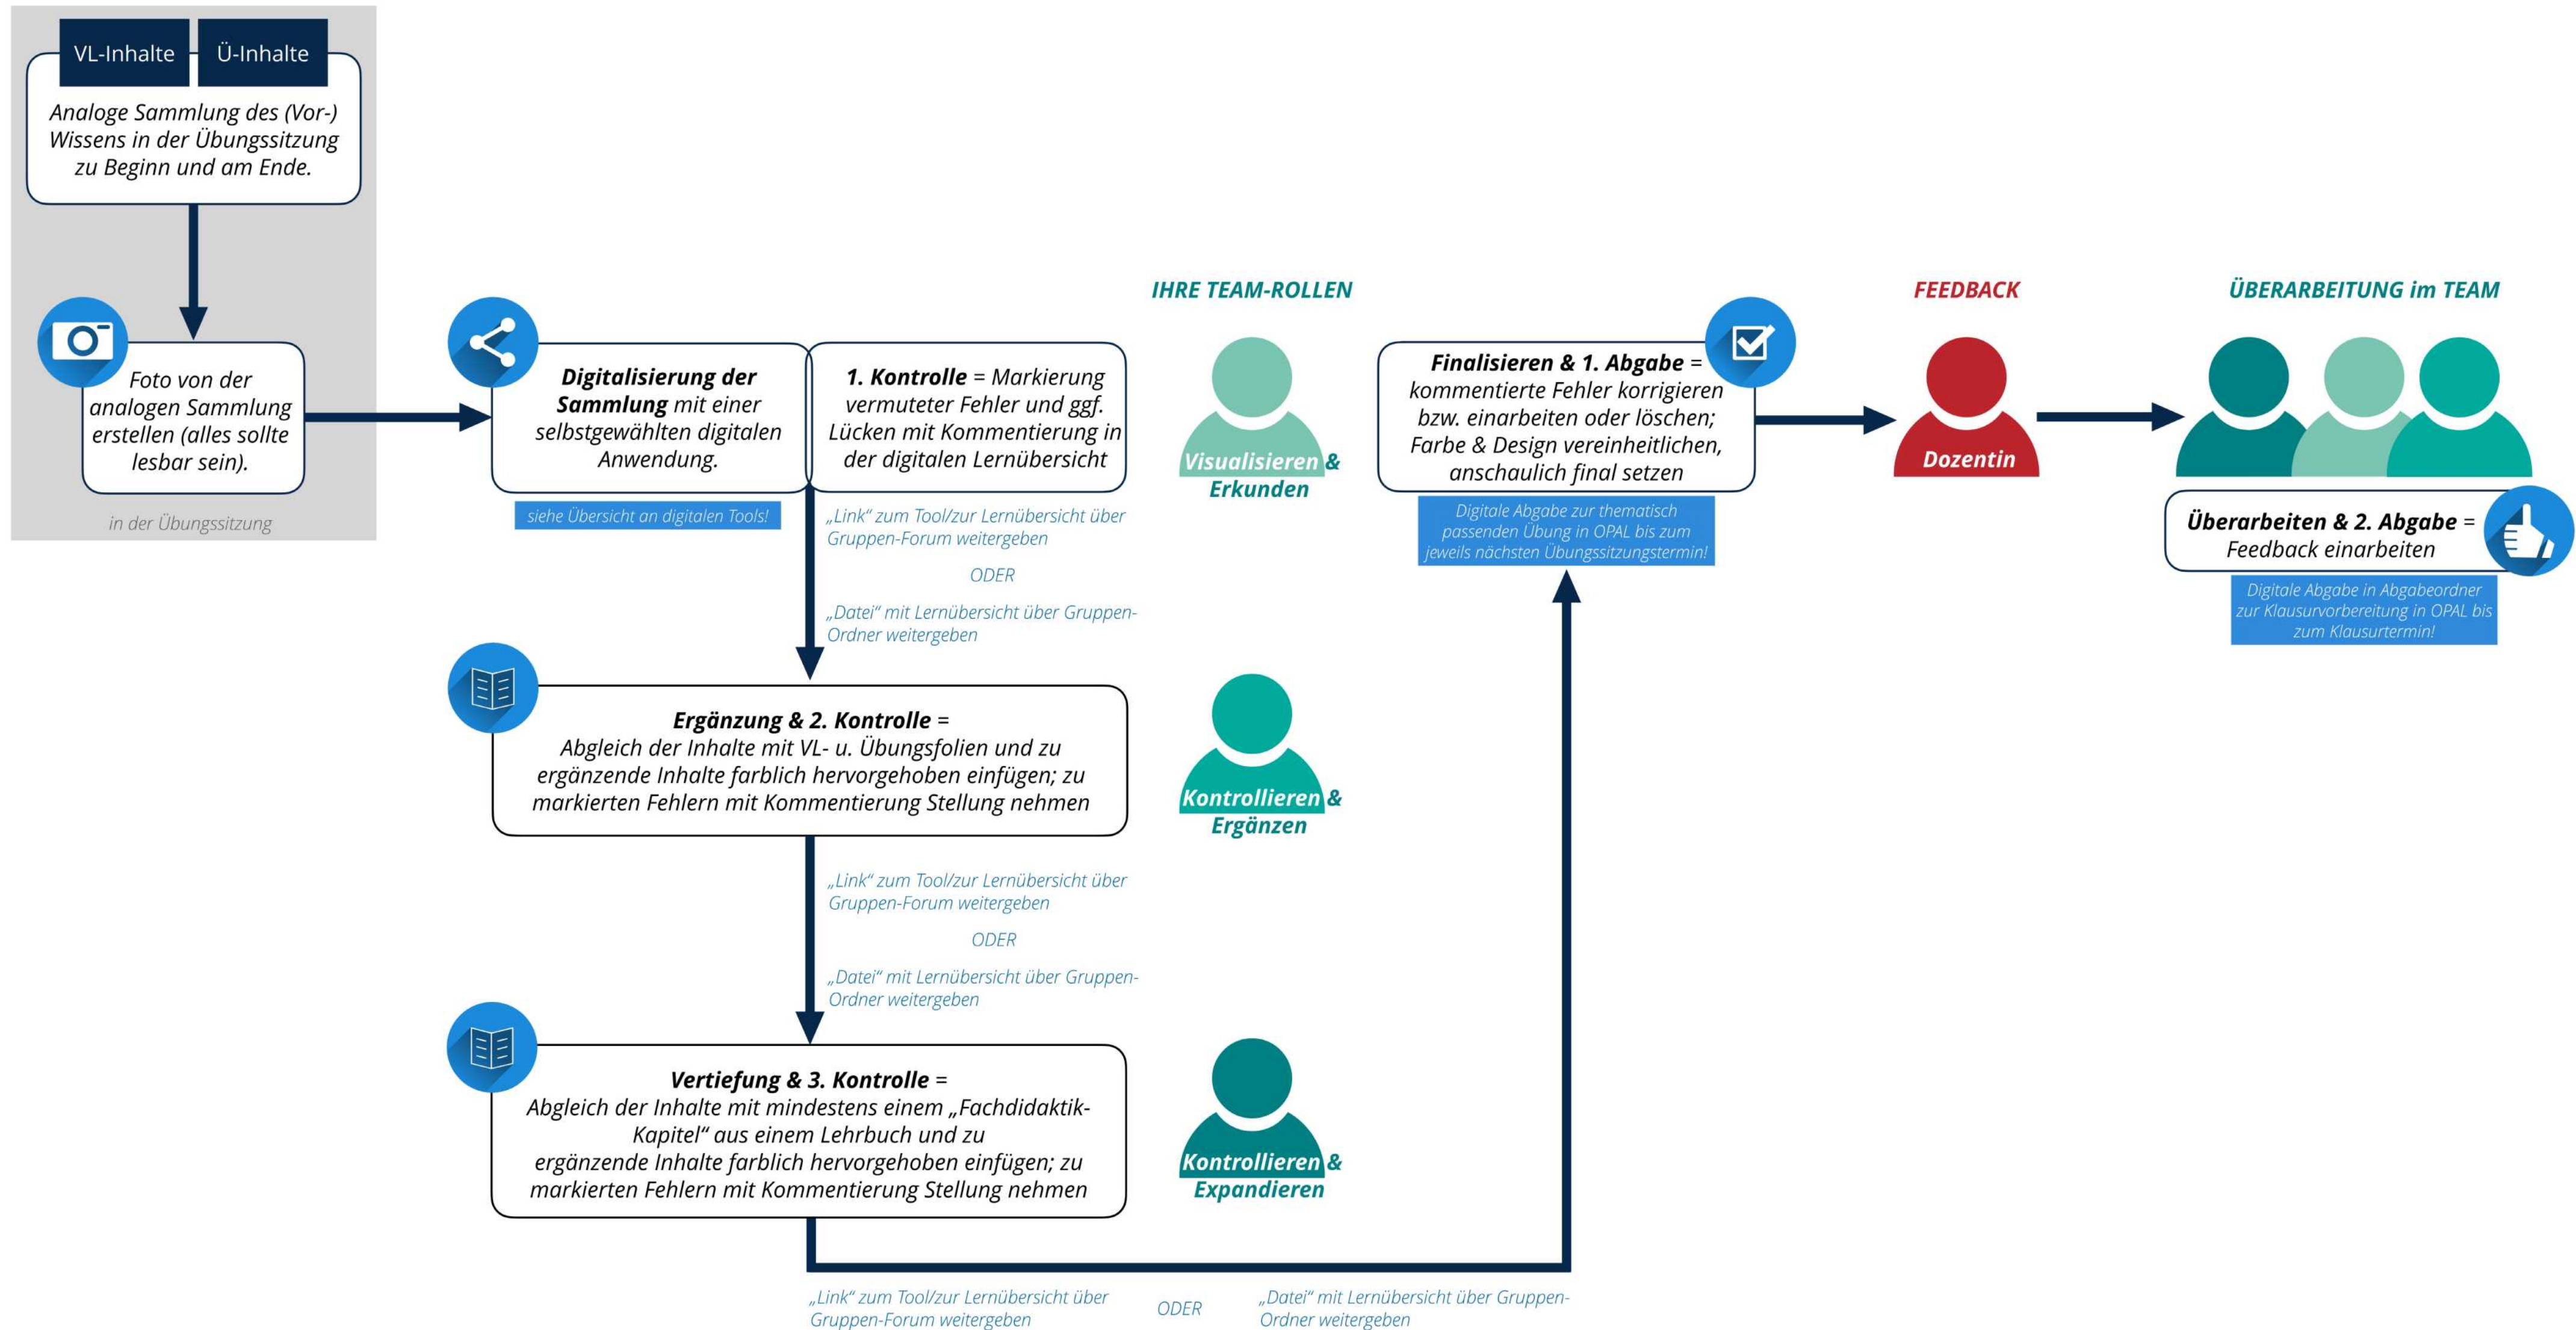 VL-Inhalte
Ü-Inhalte
Analoge Sammlung des (Vor-)
Wissens in der Übungssitzung
zu Beginn und am Ende.
Foto von der
analogen Sammlung
erstellen (alles sollte
lesbar sein).
in der Übungssitzung
Digitalisierung der
Sammlung mit einer
selbstgewählten digitalen
Anwendung.
siehe Übersicht an digitalen Tools!
1. Kontrolle = Markierung
vermuteter Fehler und ggf.
Lücken mit Kommentierung in
der digitalen Lernübersicht
„Link“ zum Tool/zur Lernübersicht über
Gruppen-Forum weitergeben
ODER
„Datei“ mit Lernübersicht über Gruppen-
Ordner weitergeben
IHRE TEAM-ROLLEN
Visualisieren &
Erkunden
Ergänzung & 2. Kontrolle =
Abgleich der Inhalte mit VL- u. Übungsfolien und zu
ergänzende Inhalte farblich hervorgehoben einfügen; zu
markierten Fehlern mit Kommentierung Stellung nehmen
Kontrollieren &
Ergänzen
„Link“ zum Tool/zur Lernübersicht über
Gruppen-Forum weitergeben
ODER
„Datei“ mit Lernübersicht über Gruppen-
Ordner weitergeben
Vertiefung & 3. Kontrolle =
Abgleich der Inhalte mit mindestens einem „Fachdidaktik-
Kapitel“ aus einem Lehrbuch und zu
ergänzende Inhalte farblich hervorgehoben einfügen; zu
markierten Fehlern mit Kommentierung Stellung nehmen
Kontrollieren &
Expandieren
„Link“ zum Tool/zur Lernübersicht über
Gruppen-Forum weitergeben
ODER
„Datei“ mit Lernübersicht über Gruppen-
Ordner weitergeben
Finalisieren & 1. Abgabe =
kommentierte Fehler korrigieren
bzw. einarbeiten oder löschen;
Farbe & Design vereinheitlichen,
anschaulich final setzen
Digitale Abgabe zur thematisch
passenden Übung in OPAL bis zum
jeweils nächsten Übungssitzungstermin!
FEEDBACK
Dozentin
ÜBERARBEITUNG im TEAM
Überarbeiten & 2. Abgabe =
Feedback einarbeiten
Digitale Abgabe in Abgabeordner
zur Klausurvorbereitung in OPAL bis
zum Klausurtermin!